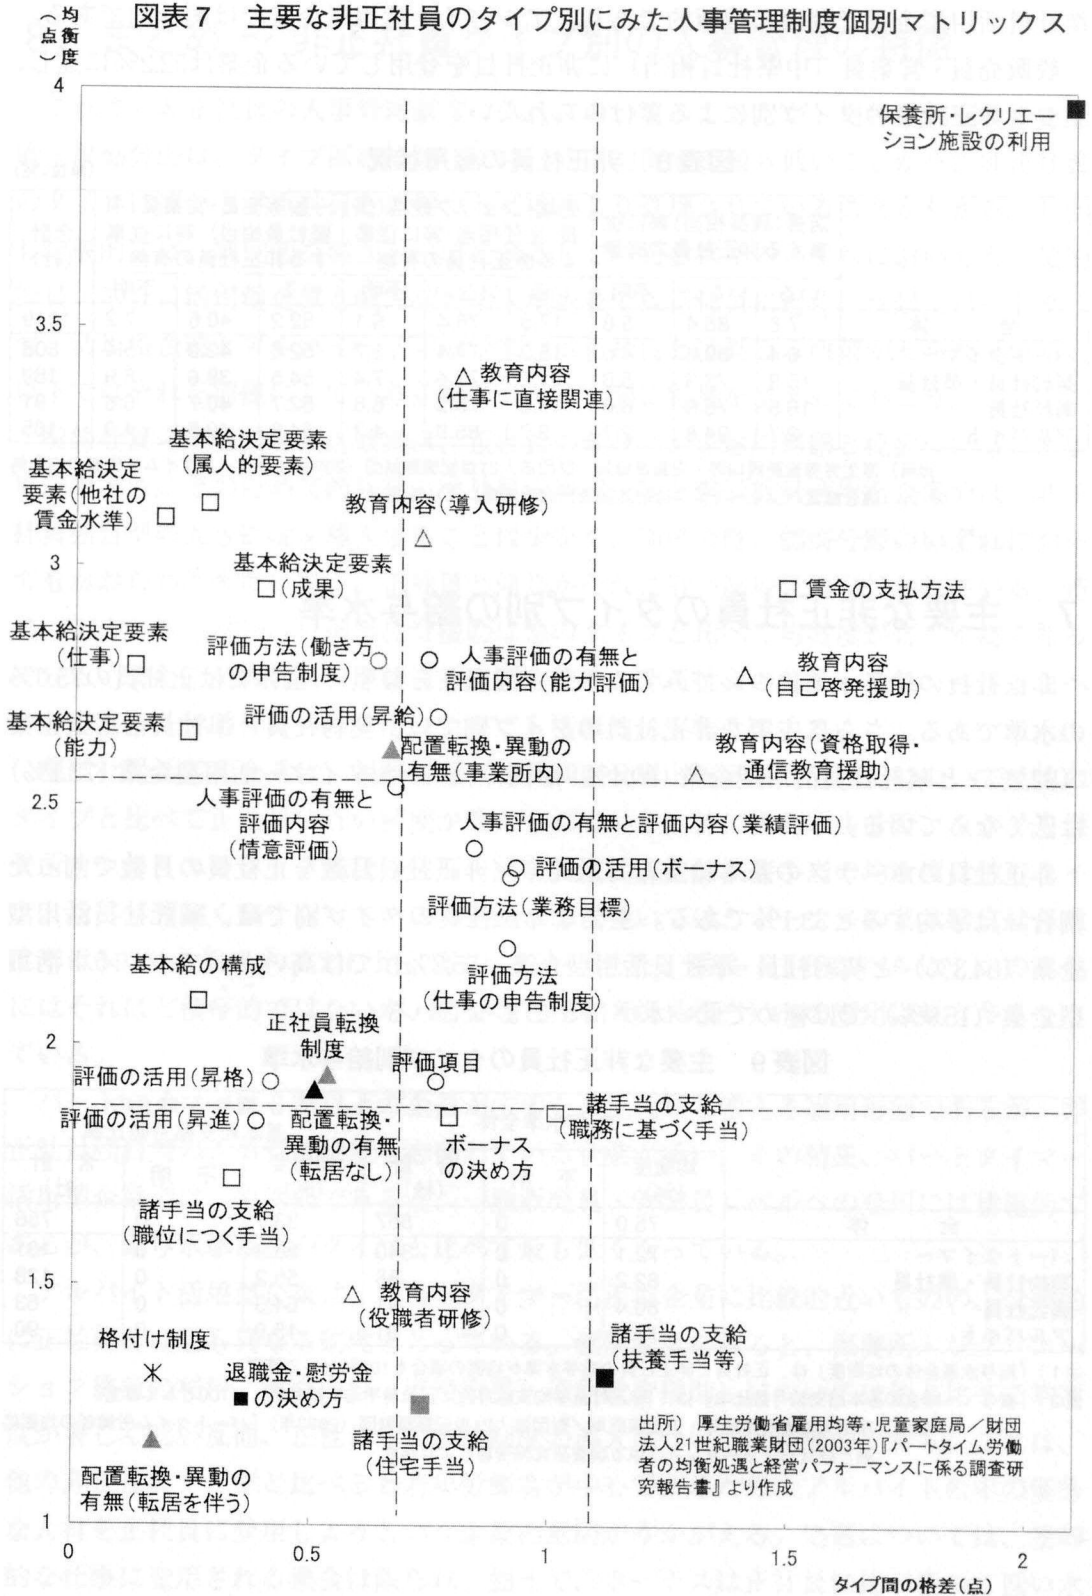 図表７　主要な非正社員のタイプ別にみた人事管理制度個別マトリックス
均衡度（点）
4
保養所・レクリエー
ション施設の利用
3.5
教育内容
（仕事に直接関連）
基本給決定要素
（属人的要素）
基本給決定
要素（他社の
賃金水準）
教育内容（導入研修）
3
基本給決定要素
（成果）
賃金の支払方法
基本給決定要素
（仕事）
評価方法（働き方
の申告制度）
人事評価の有無と
評価内容（能力評価）
教育内容
（自己啓発援助）
基本給決定要素
（能力）
評価の活用（昇給）
配置転換・異動の
有無（事業所内）
教育内容（資格取得・
通信教育援助）
2.5
人事評価の有無と
評価内容
（情意評価）
人事評価の有無と評価内容（業績評価）
評価の活用（ボーナス）
評価方法（業務目標）
評価方法
（仕事の申告制度）
基本給の構成
2
正社員転換
制度
評価項目
評価の活用（昇格）
評価の活用（昇進）
配置転換・
異動の有無
（転居なし）
ボーナス
の決め方
諸手当の支給
（職務に基づく手当）
諸手当の支給
（職位につく手当）
1.5
教育内容
（役職者研修）
格付け制度
退職金・慰労金
の決め方
諸手当の支給
（扶養手当等）
諸手当の支給
（住宅手当）
配置転換・異動の
有無（転居を伴う）
出所）厚生労働省雇用均等・児童家庭局／財団
法人21世紀職業財団（2003年）『パートタイム労働
者の均衡処遇と経営パフォーマンスに係る調査研
究報告書』より作成
1
0
0.5
1
1.5
2
タイプ間の格差（点）